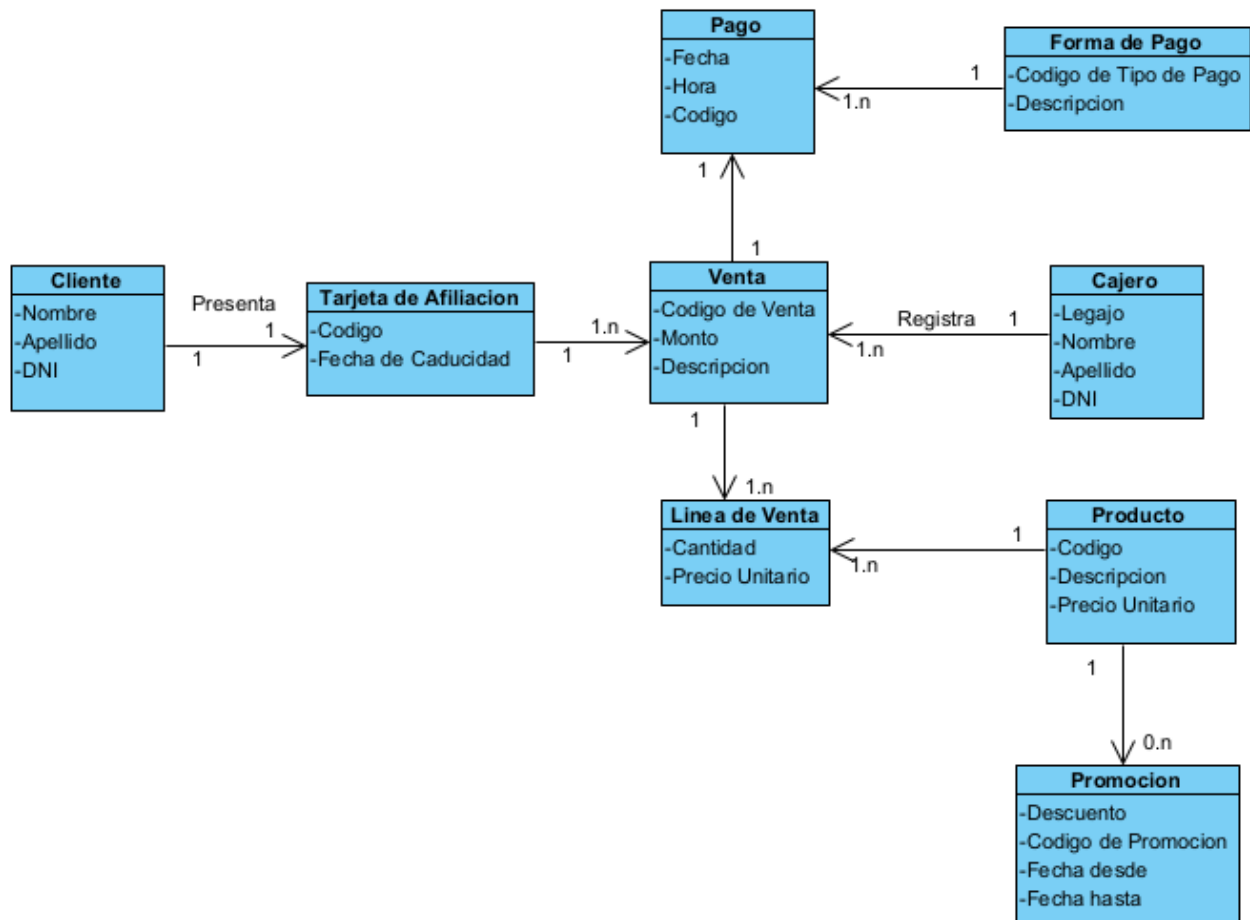 Pago
-Fecha
-Hora
-Codigo
Forma de Pago
-Codigo de Tipo de Pago
-Descripcion
1
1.n
1
1
Cliente
-Nombre
-Apellido
-DNI
Presenta
1
1
Tarjeta de Afiliacion
-Codigo
-Fecha de Caducidad
1.n
1
Venta
-Codigo de Venta
-Monto
-Descripcion
Registra
1
1.n
Cajero
-Legajo
-Nombre
-Apellido
-DNI
1
1.n
Linea de Venta
-Cantidad
-Precio Unitario
1
1.n
Producto
-Codigo
-Descripcion
-Precio Unitario
1
0.n
Promocion
-Descuento
-Codigo de Promocion
-Fecha desde
-Fecha hasta